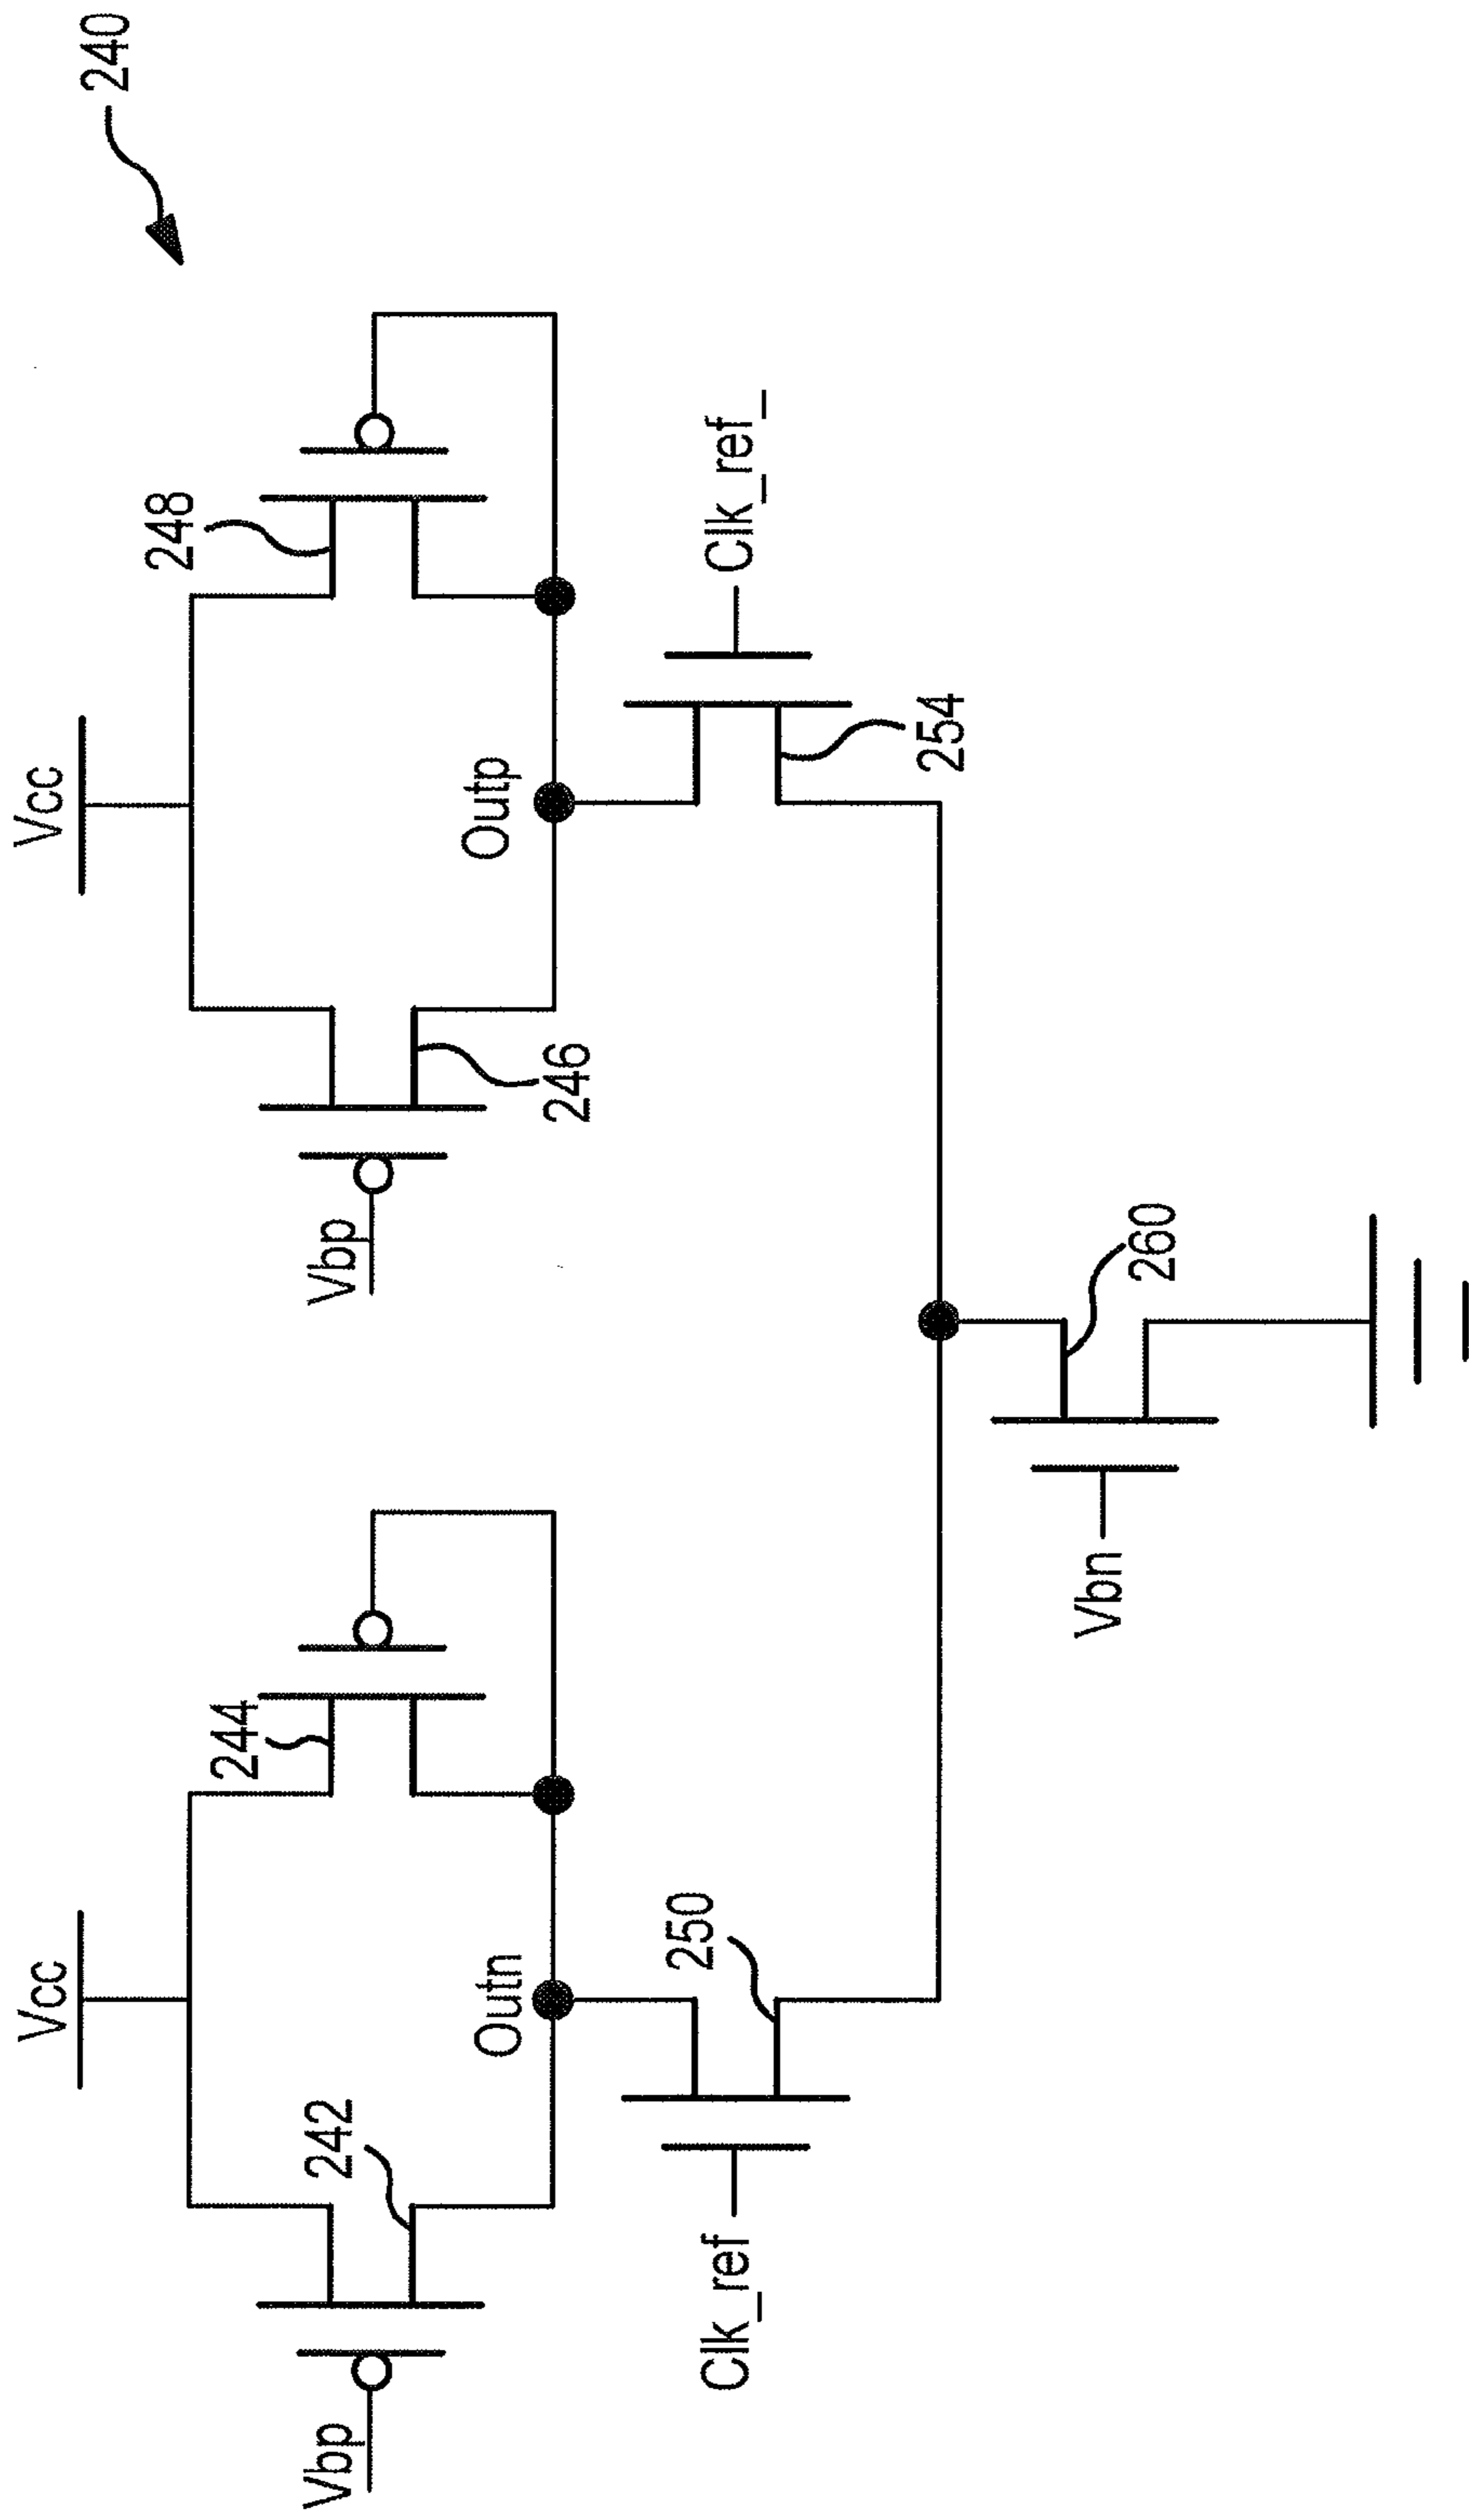 240
Vcc
Vcc
244
248
242
Vbp
Vbp
Outn
Outp
246
250
Clk_ref
Clk_ref_
254
Vbn
260